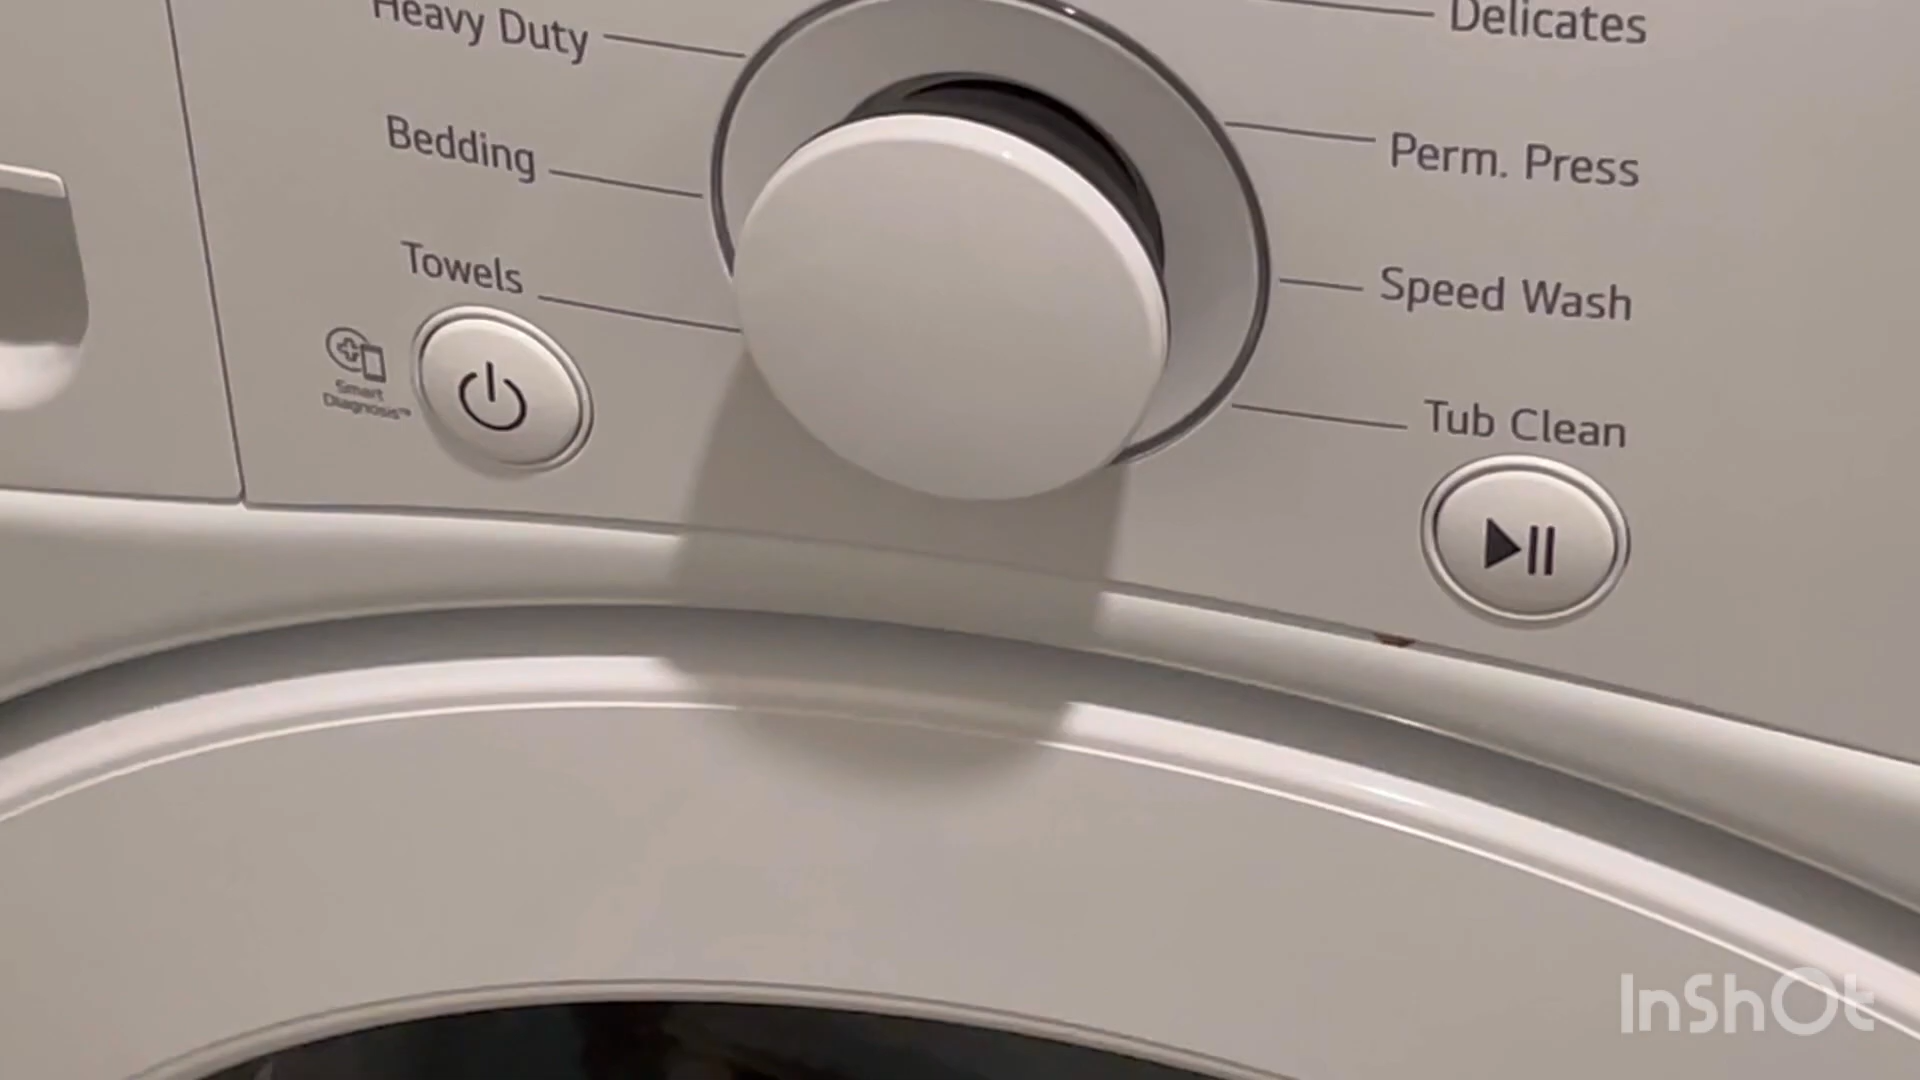 Heavy Duty
Delicates
Bedding
Perm. Press
Towels
Speed Wash
Smart
Diagnosis™
Tub Clean
InShOt